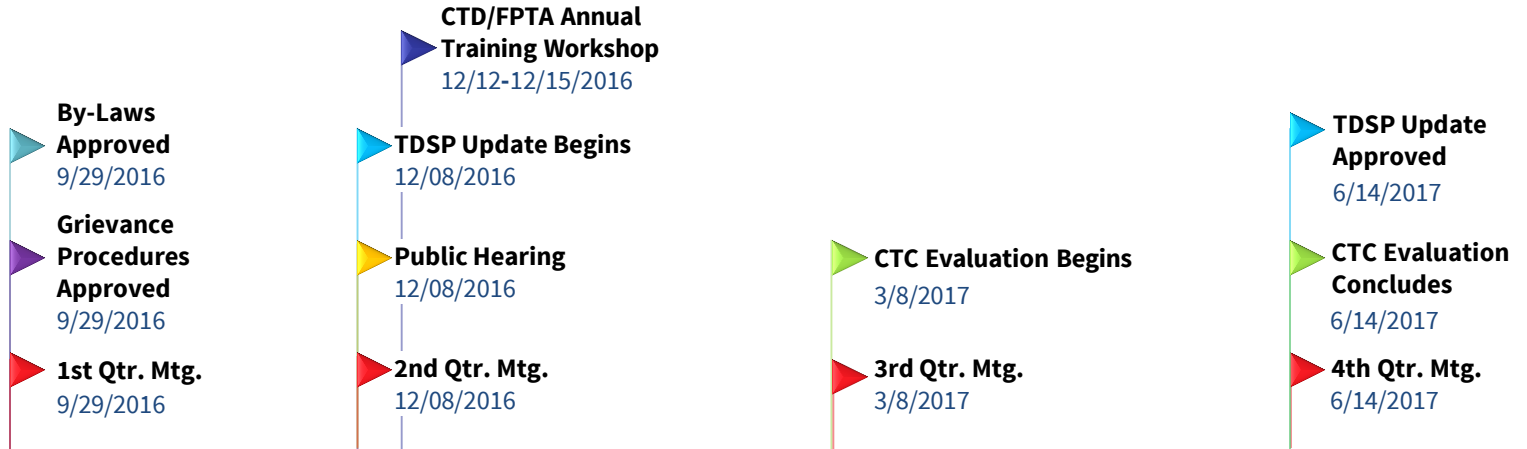 CTD/FPTA Annual
Training Workshop
12/12-12/15/2016
By-Laws
Approved
9/29/2016
Grievance
Procedures
Approved
9/29/2016
1st Qtr. Mtg.
9/29/2016
TDSP Update Begins
12/08/2016
Public Hearing
12/08/2016
2nd Qtr. Mtg.
12/08/2016
CTC Evaluation Begins
3/8/2017
3rd Qtr. Mtg.
3/8/2017
TDSP Update
Approved
6/14/2017
CTC Evaluation
Concludes
6/14/2017
4th Qtr. Mtg.
6/14/2017